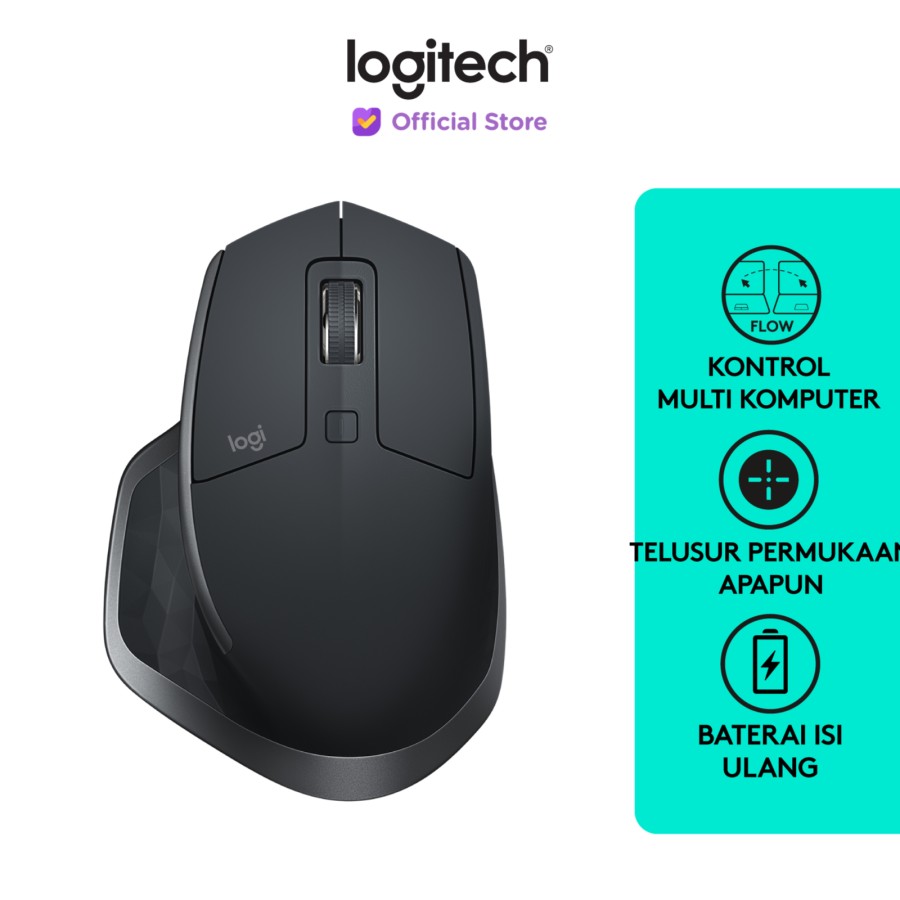 logitech®
Official Store
logi
FLOW
KONTROL
MULTI KOMPUTER
TELUSUR PERMUKAAN
APAPUN
BATERAI ISI
ULANG